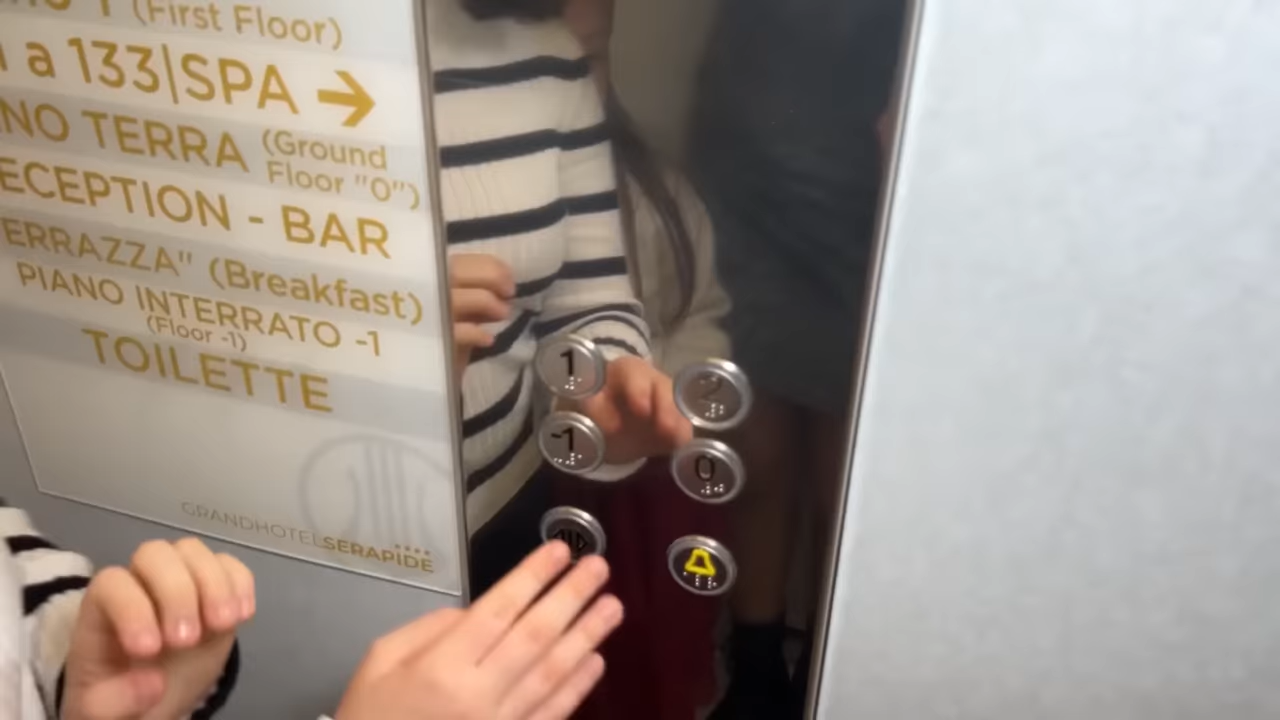 1 (First Floor)
a 133|SPA →
NO TERRA (Ground Floor "0")
ECEPTION - BAR
ERRAZZA" (Breakfast)
PIANO INTERRATO -1
(Floor -1)
TOILETTE
GRANDHOTELSERAPIDE
1
2
-1
0